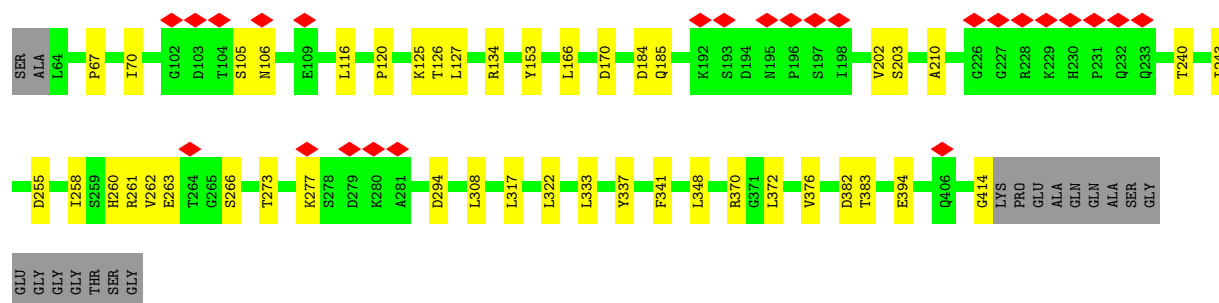 SER ALA L64 P67 I70 G102 D103 T104 S105 N106 E109 L116 P120 K125 T126 L127 R134 Y153 L166 D170 D184 Q185 K192 S193 D194 N195 P196 S197 I198 V202 S203 A210 G226 G227 R228 K229 H230 P231 Q232 Q233 T240
D255 I258 S259 H260 R261 V262 E263 T264 G265 S266 T273 K277 S278 D279 K280 A281 D294 L308 L317 L322 L333 Y337 F341 L348 R370 G371 L372 V376 D382 T383 E394 Q406 G414 LYS PRO GLU ALA GLN GLN ALA SER GLY
GLU GLY GLY GLY THR SER GLY